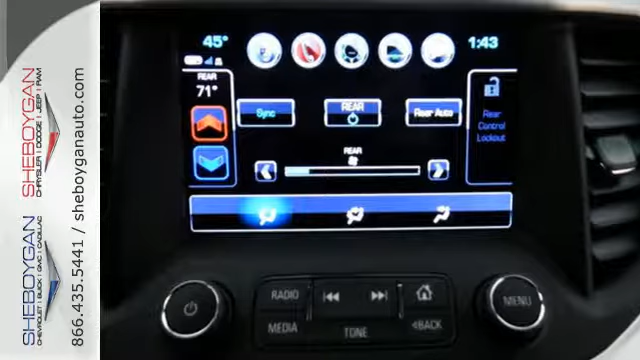 45°
1:43
REAR
71°
Sync
REAR
Rear Auto
Rear
Control
Lockout
REAR
RADIO
MEDIA
TONE
BACK
MENU
SHEBOYGAN
CHRYSLER | DODGE | JEEP | RAM
SHEBOYGAN
CHEVROLET | BUICK | GMC | CADILLAC
866.435.5441 / sheboyganauto.com